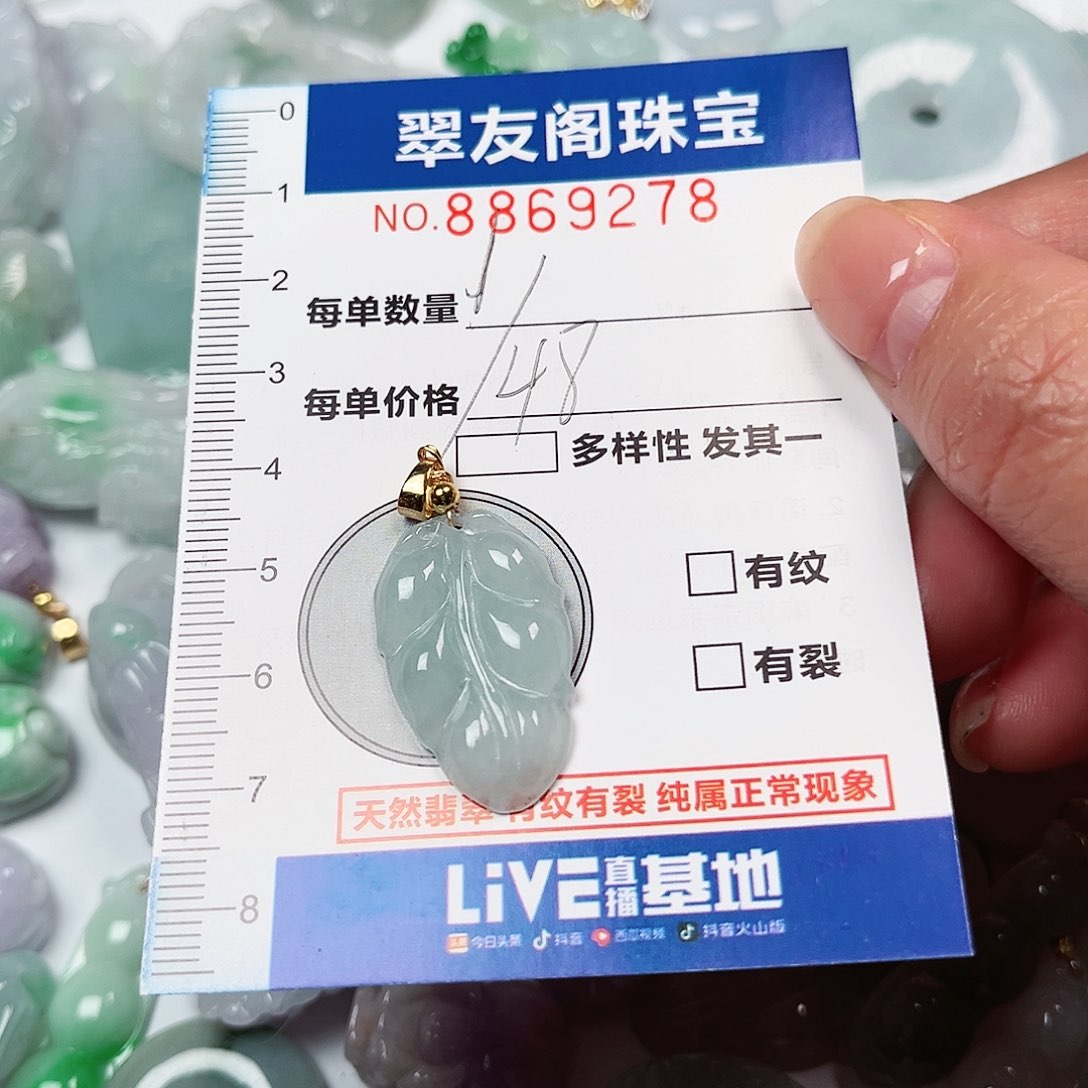 翠友阁珠宝
NO.8869278
每单数量 1
每单价格 148
多样性 发其一
有纹
有裂
天然翡翠 有纹有裂 纯属正常现象
LiVE直播基地
头条 今日头条 抖音 西瓜视频 抖音火山版
0
1
2
3
4
5
6
7
8